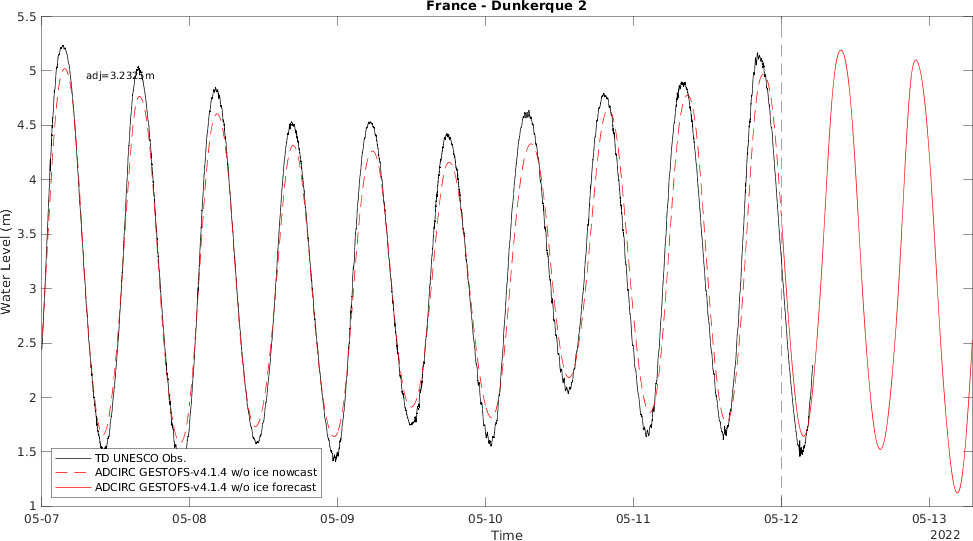 France - Dunkerque 2
5.5
5
4.5
4
3.5
3
2.5
2
1.5
1
Water Level (m)
adj=3.2325m
TD UNESCO Obs.
ADCIRC GESTOFS-v4.1.4 w/o ice nowcast
ADCIRC GESTOFS-v4.1.4 w/o ice forecast
05-07 05-08 05-09 05-10 05-11 05-12 05-13
Time
2022